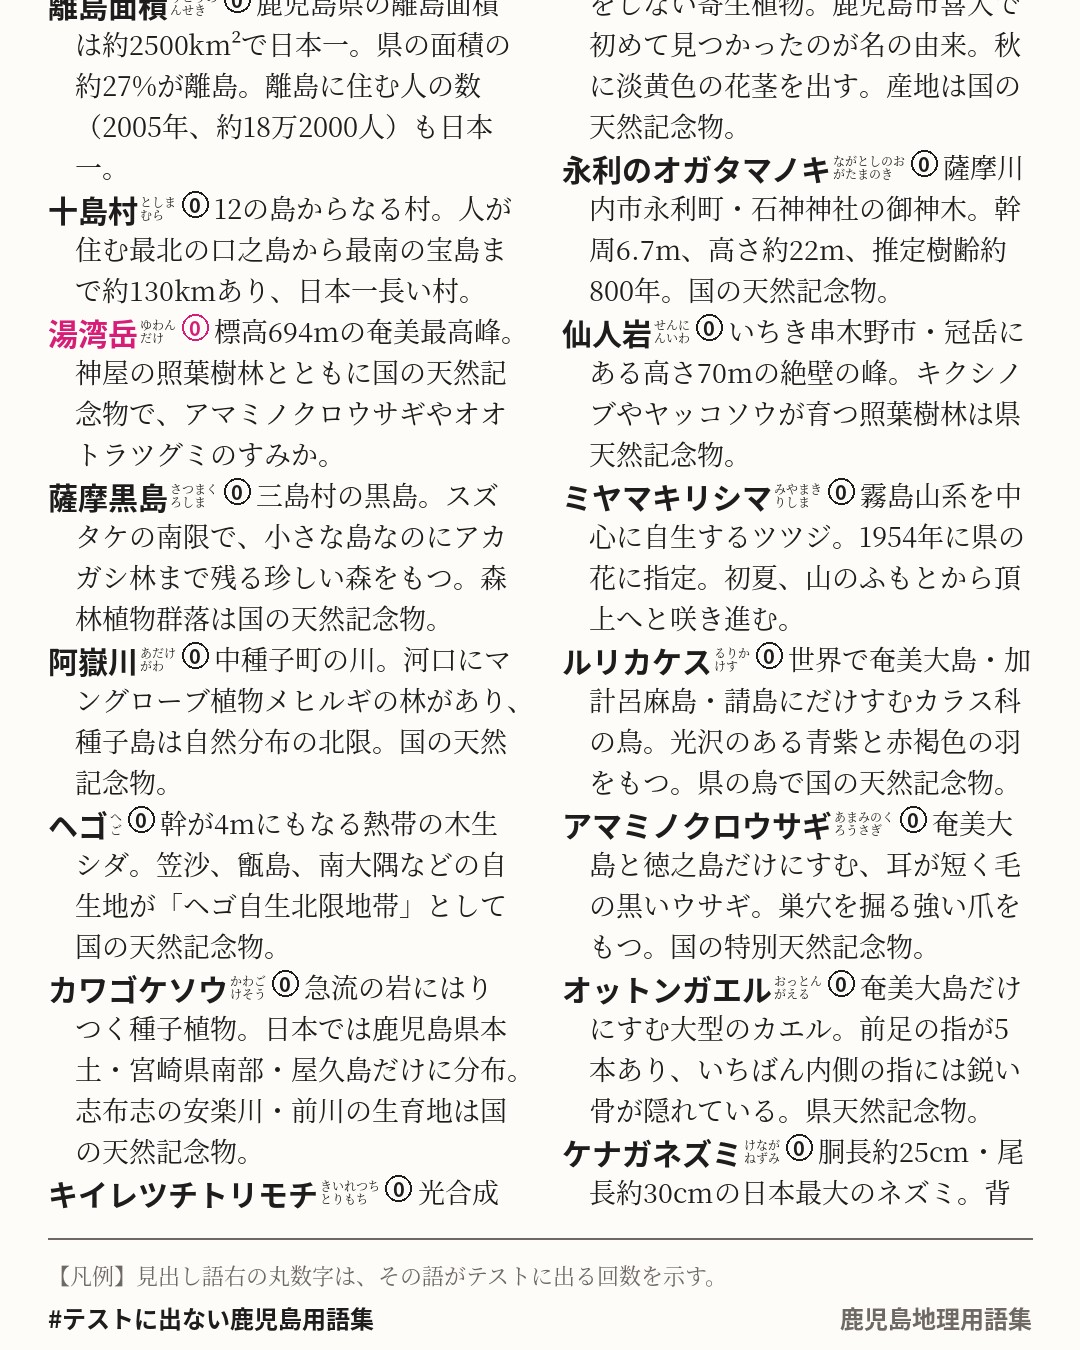 離島面積 んせき ⓪ 鹿児島県の離島面積
は約2500km²で日本一。県の面積の
約27%が離島。離島に住む人の数
（2005年、約18万2000人）も日本
一。
十島村 としまむら ⓪ 12の島からなる村。人が
住む最北の口之島から最南の宝島ま
で約130kmあり、日本一長い村。
湯湾岳 ゆわんだけ ⓪ 標高694mの奄美最高峰。
神屋の照葉樹林とともに国の天然記
念物で、アマミノクロウサギやオオ
トラツグミのすみか。
薩摩黒島 さつまくろしま ⓪ 三島村の黒島。スズ
タケの南限で、小さな島なのにアカ
ガシ林まで残る珍しい森をもつ。森
林植物群落は国の天然記念物。
阿嶽川 あだけがわ ⓪ 中種子町の川。河口にマ
ングローブ植物メヒルギの林があり、
種子島は自然分布の北限。国の天然
記念物。
ヘゴ へご ⓪ 幹が4mにもなる熱帯の木生
シダ。笠沙、甑島、南大隅などの自
生地が「ヘゴ自生北限地帯」として
国の天然記念物。
カワゴケソウ かわごけそう ⓪ 急流の岩にはり
つく種子植物。日本では鹿児島県本
土・宮崎県南部・屋久島だけに分布。
志布志の安楽川・前川の生育地は国
の天然記念物。
キイレツチトリモチ きいれつちとりもち ⓪ 光合成
をしない寄生植物。鹿児島市喜入で
初めて見つかったのが名の由来。秋
に淡黄色の花茎を出す。産地は国の
天然記念物。
永利のオガタマノキ ながとしのおがたまのき ⓪ 薩摩川
内市永利町・石神神社の御神木。幹
周6.7m、高さ約22m、推定樹齢約
800年。国の天然記念物。
仙人岩 せんにんいわ ⓪ いちき串木野市・冠岳に
ある高さ70mの絶壁の峰。キクシノ
ブやヤッコソウが育つ照葉樹林は県
天然記念物。
ミヤマキリシマ みやまきりしま ⓪ 霧島山系を中
心に自生するツツジ。1954年に県の
花に指定。初夏、山のふもとから頂
上へと咲き進む。
ルリカケス るりかけす ⓪ 世界で奄美大島・加
計呂麻島・請島にだけすむカラス科
の鳥。光沢のある青紫と赤褐色の羽
をもつ。県の鳥で国の天然記念物。
アマミノクロウサギ あまみのくろうさぎ ⓪ 奄美大
島と徳之島だけにすむ、耳が短く毛
の黒いウサギ。巣穴を掘る強い爪を
もつ。国の特別天然記念物。
オットンガエル おっとんがえる ⓪ 奄美大島だけ
にすむ大型のカエル。前足の指が5
本あり、いちばん内側の指には鋭い
骨が隠れている。県天然記念物。
ケナガネズミ けながねずみ ⓪ 胴長約25cm・尾
長約30cmの日本最大のネズミ。背
【凡例】見出し語右の丸数字は、その語がテストに出る回数を示す。
#テストに出ない鹿児島用語集
鹿児島地理用語集